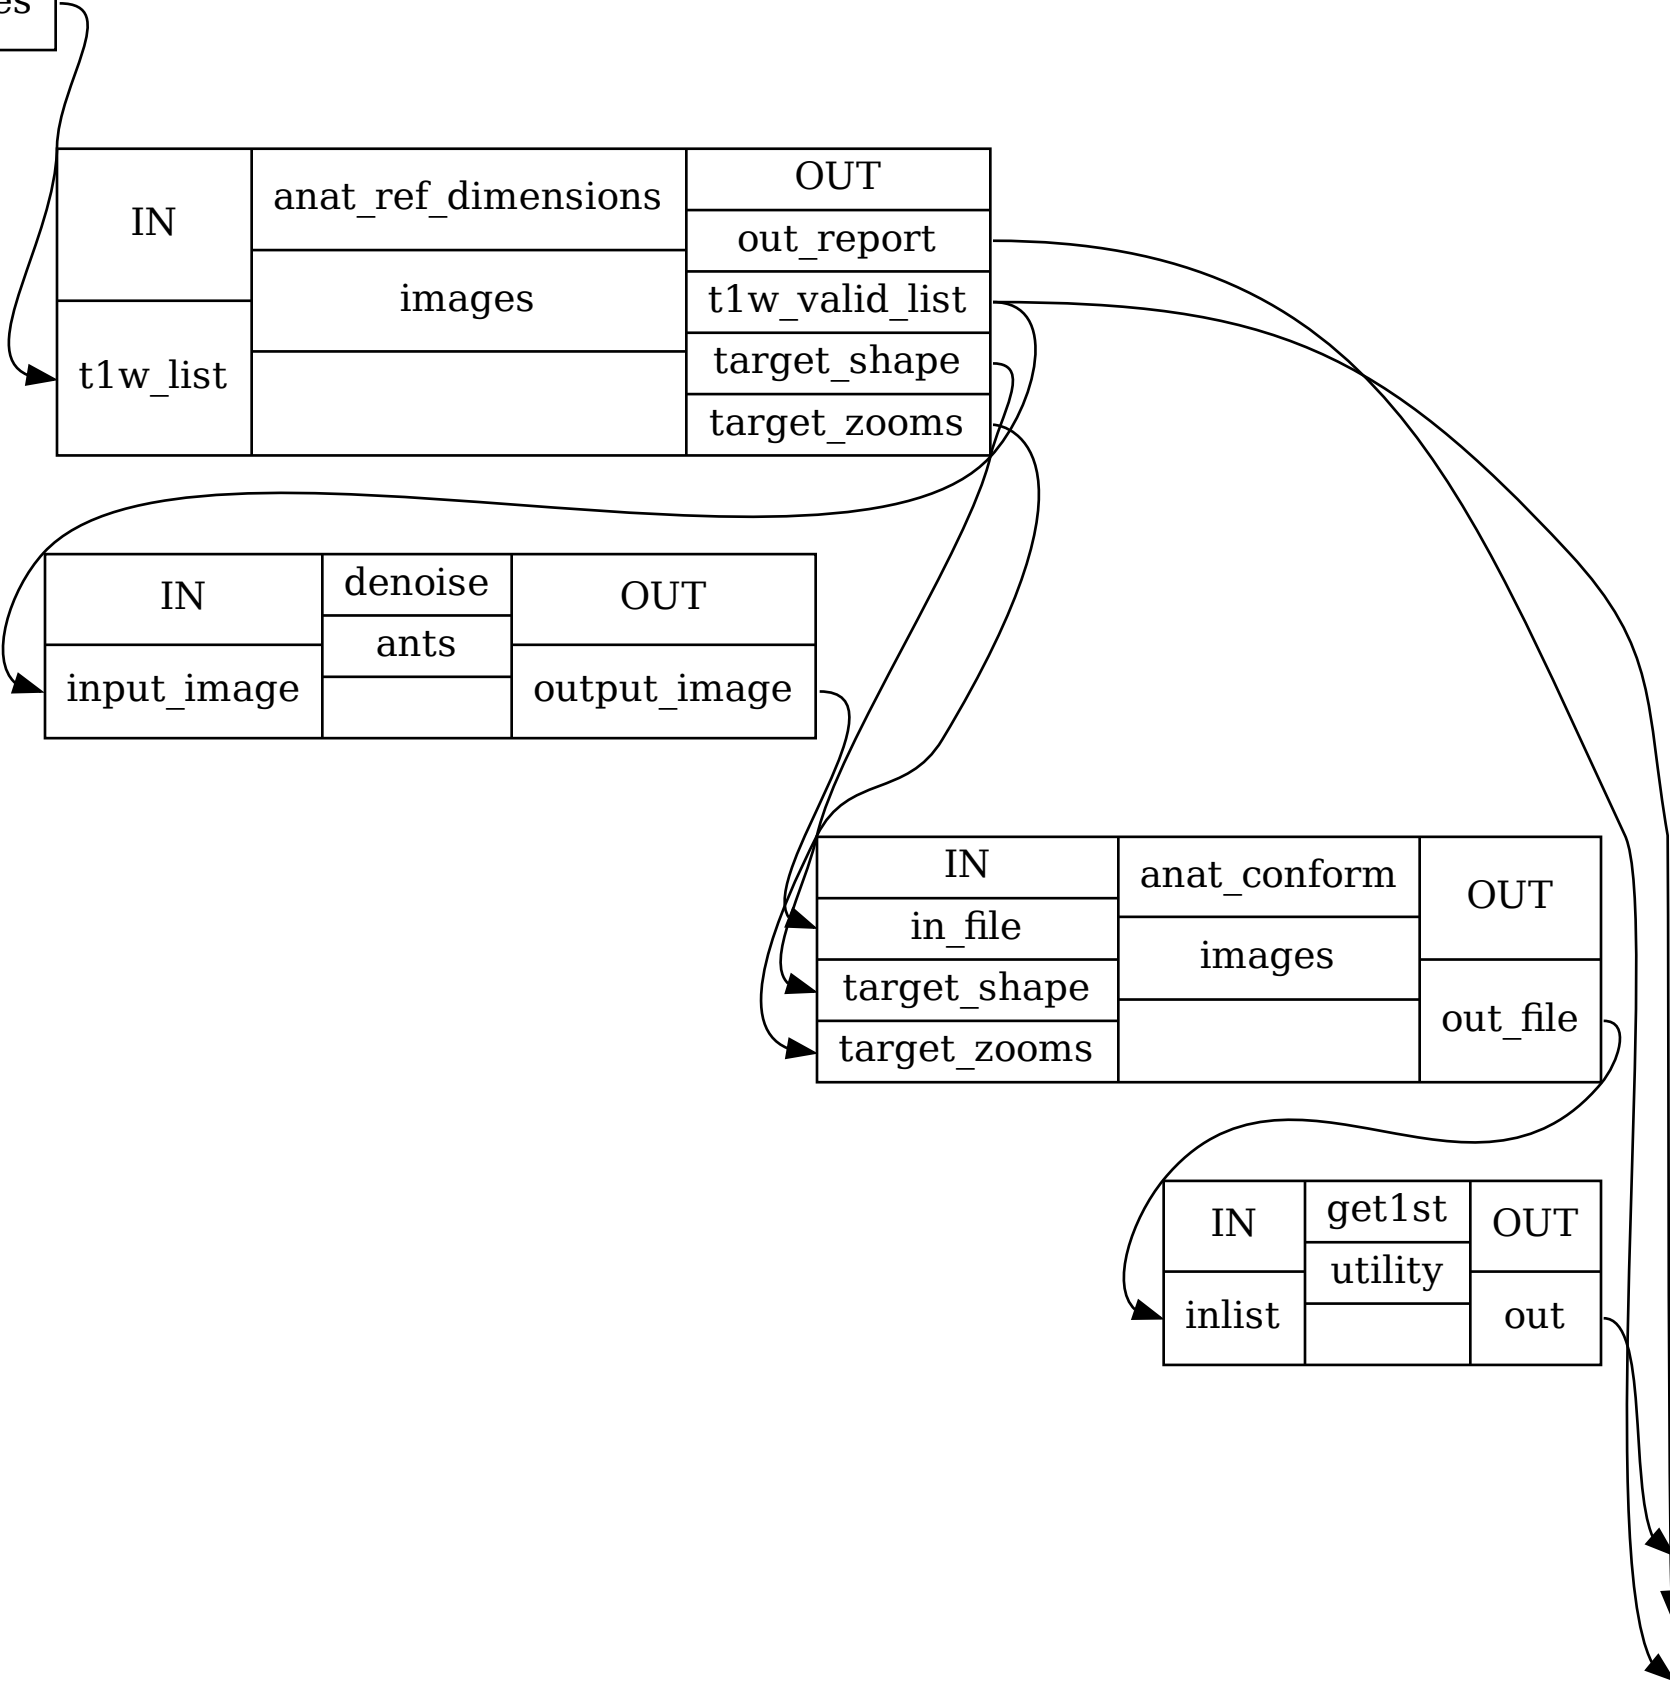 es
IN
t1w_list
anat_ref_dimensions
images
OUT
out_report
t1w_valid_list
target_shape
target_zooms
IN
input_image
denoise
ants
OUT
output_image
IN
in_file
target_shape
target_zooms
anat_conform
images
OUT
out_file
IN
inlist
get1st
utility
OUT
out